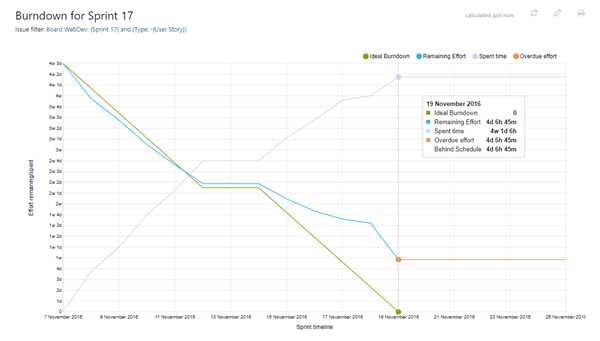 Burndown for Sprint 17
calculated just now
Issue filter: Board WebDev: {Sprint 17} and (Type: -{User Story})
Ideal Burndown Remaining Effort Spent time Overdue effort
4w 3d
4w 2d
4w 1d
4w
3w 4d
3w 3d
3w 2d
3w 1d
3w
2w 4d
2w 3d
2w 2d
2w 1d
2w
1w 4d
1w 3d
1w 2d
1w 1d
1w
4d
3d
2d
1d
0
Effort remaining/spent
19 November 2016
Ideal Burndown 0
Remaining Effort 4d 6h 45m
Spent time 4w 1d 6h
Overdue effort 4d 6h 45m
Behind Schedule 4d 6h 45m
7 November 2016 9 November 2016 11 November 2016 13 November 2016 15 November 2016 17 November 2016 19 November 2016 21 November 2016 23 November 2016 25 November 2016
Sprint timeline